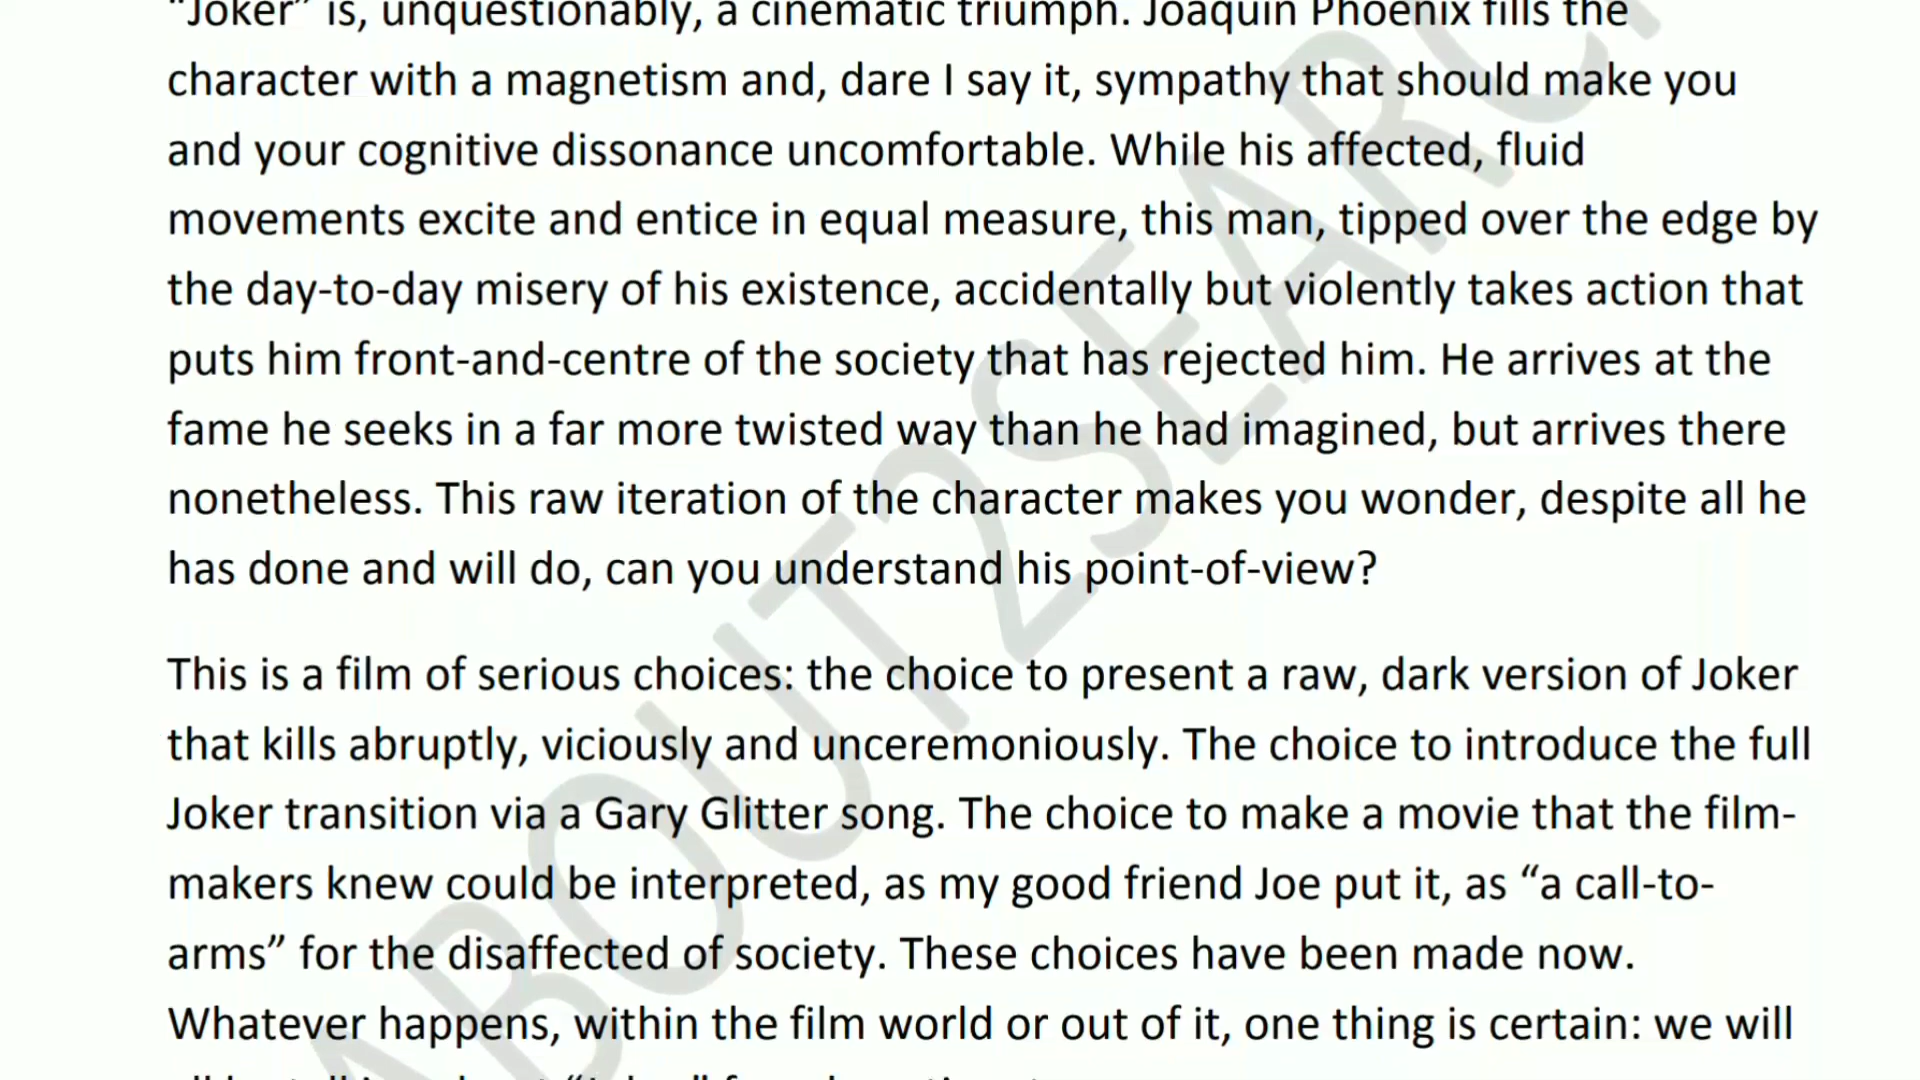 "Joker" is, unquestionably, a cinematic triumph. Joaquin Phoenix fills the
character with a magnetism and, dare I say it, sympathy that should make you
and your cognitive dissonance uncomfortable. While his affected, fluid
movements excite and entice in equal measure, this man, tipped over the edge by
the day-to-day misery of his existence, accidentally but violently takes action that
puts him front-and-centre of the society that has rejected him. He arrives at the
fame he seeks in a far more twisted way than he had imagined, but arrives there
nonetheless. This raw iteration of the character makes you wonder, despite all he
has done and will do, can you understand his point-of-view?
This is a film of serious choices: the choice to present a raw, dark version of Joker
that kills abruptly, viciously and unceremoniously. The choice to introduce the full
Joker transition via a Gary Glitter song. The choice to make a movie that the film-
makers knew could be interpreted, as my good friend Joe put it, as “a call-to-
arms” for the disaffected of society. These choices have been made now.
Whatever happens, within the film world or out of it, one thing is certain: we will
ABOUT2SEARCH